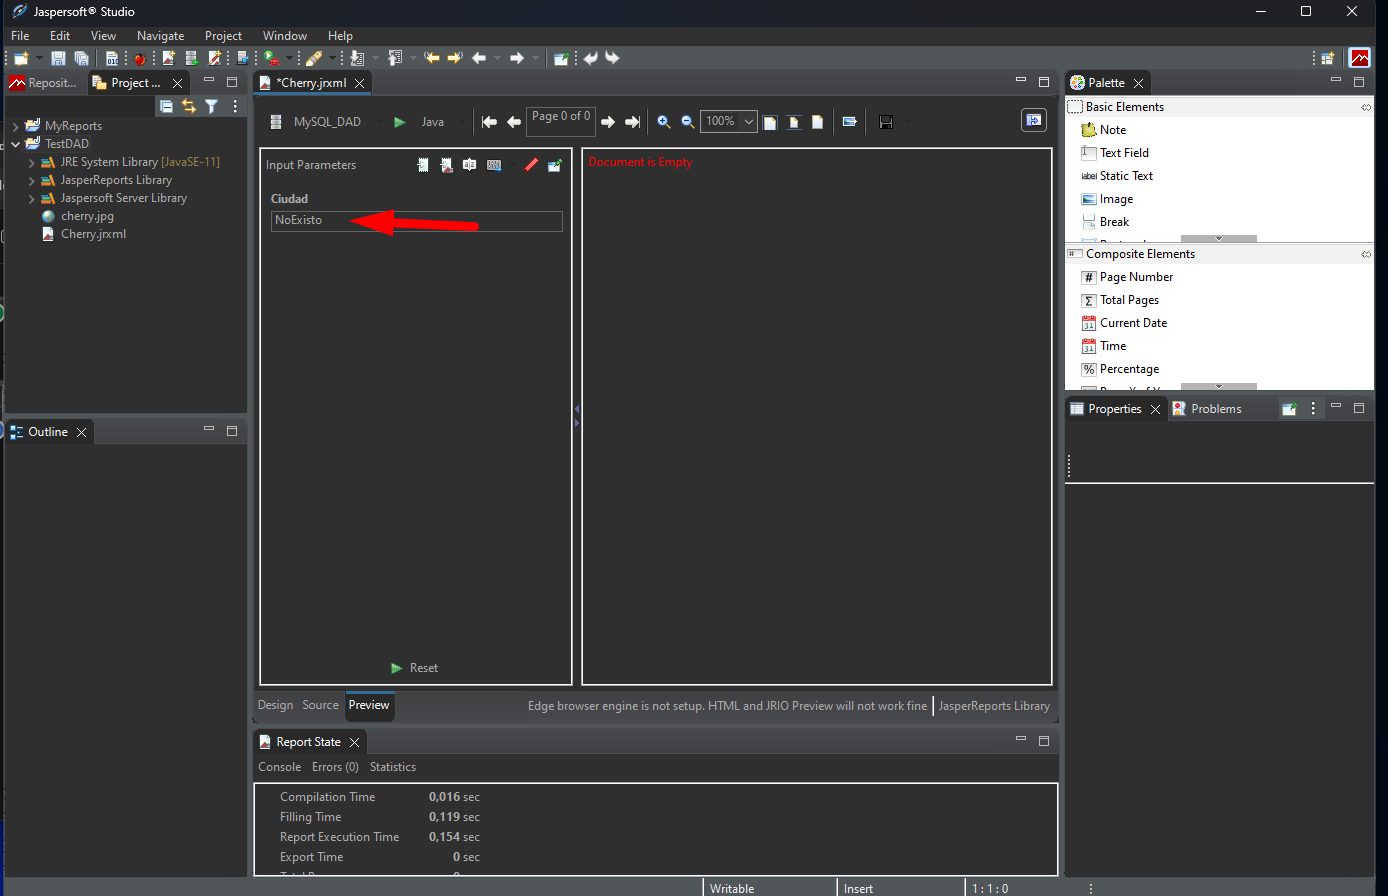 Jaspersoft® Studio
File Edit View Navigate Project Window Help
Reposit... Project ...
MyReports
TestDAD
JRE System Library [JavaSE-11]
JasperReports Library
Jaspersoft Server Library
cherry.jpg
Cherry.jrxml
Outline
*Cherry.jrxml
MySQL_DAD Java Page 0 of 0 100%
Input Parameters
Ciudad
NoExisto
Reset
Document is Empty
Design Source Preview Edge browser engine is not setup. HTML and JRIO Preview will not work fine JasperReports Library
Report State
Console Errors (0) Statistics
Compilation Time 0,016 sec
Filling Time 0,119 sec
Report Execution Time 0,154 sec
Export Time 0 sec
Palette
Basic Elements
Note
Text Field
label Static Text
Image
Break
Composite Elements
# Page Number
Σ Total Pages
31 Current Date
31 Time
% Percentage
Properties Problems
Writable Insert 1 : 1 : 0